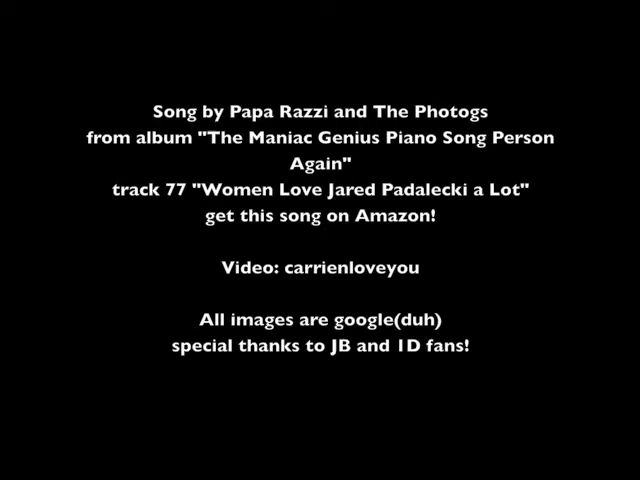 Song by Papa Razzi and The Photogs
from album "The Maniac Genius Piano Song Person
Again"
track 77 "Women Love Jared Padalecki a Lot"
get this song on Amazon!
Video: carrienloveyou
All images are google(duh)
special thanks to JB and 1D fans!